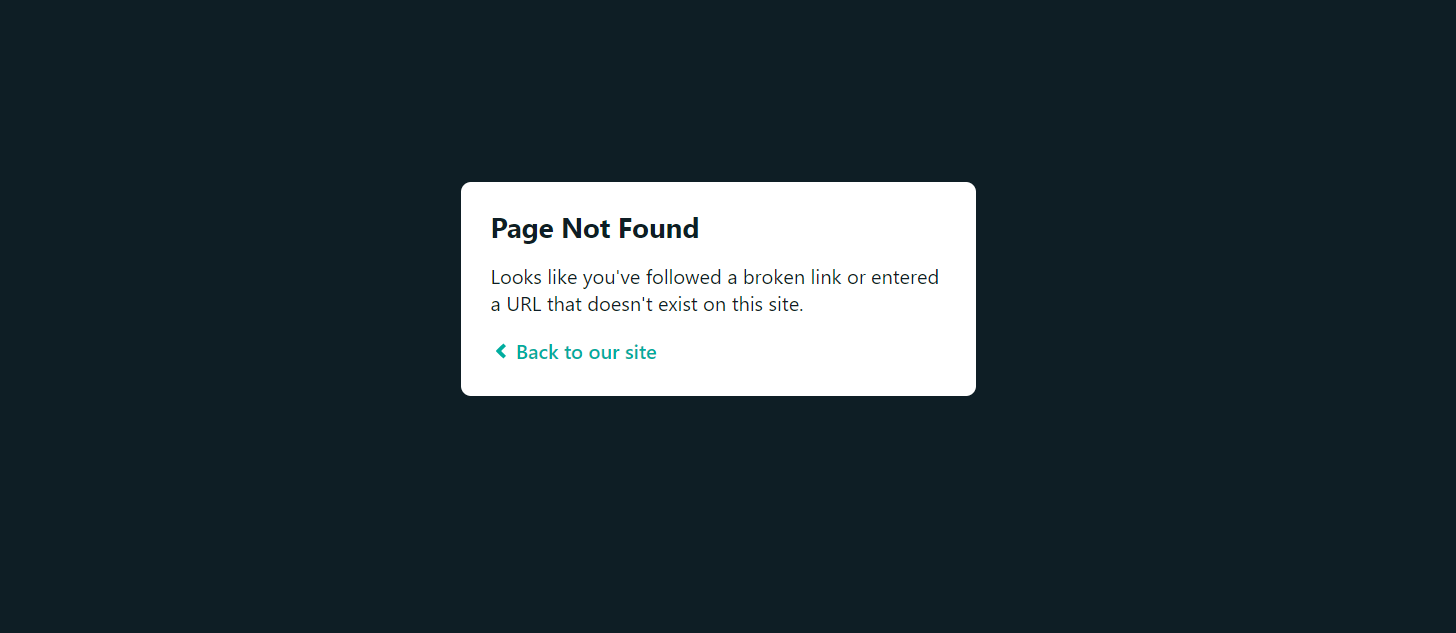 Page Not Found
Looks like you've followed a broken link or entered
a URL that doesn't exist on this site.
Back to our site